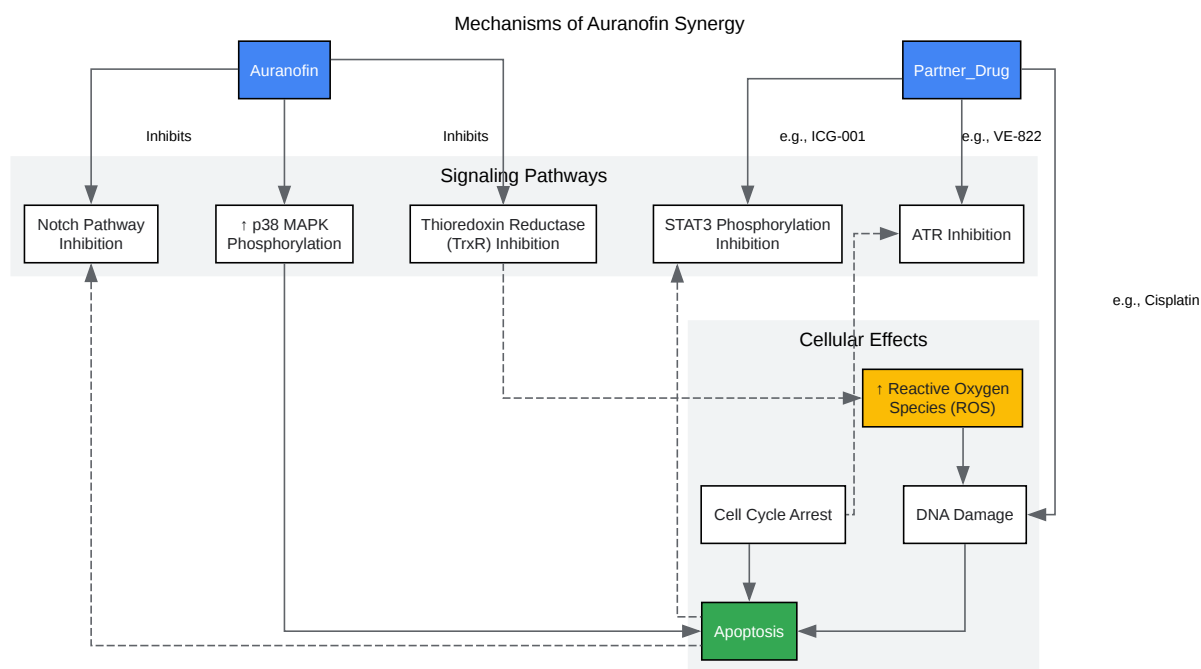 Mechanisms of Auranofin Synergy
Auranofin
Partner_Drug
Inhibits
Inhibits
e.g., ICG-001
e.g., VE-822
Signaling Pathways
Notch Pathway
Inhibition
↑ p38 MAPK
Phosphorylation
Thioredoxin Reductase
(TrxR) Inhibition
STAT3 Phosphorylation
Inhibition
ATR Inhibition
e.g., Cisplatin
Cellular Effects
↑ Reactive Oxygen
Species (ROS)
Cell Cycle Arrest
DNA Damage
Apoptosis